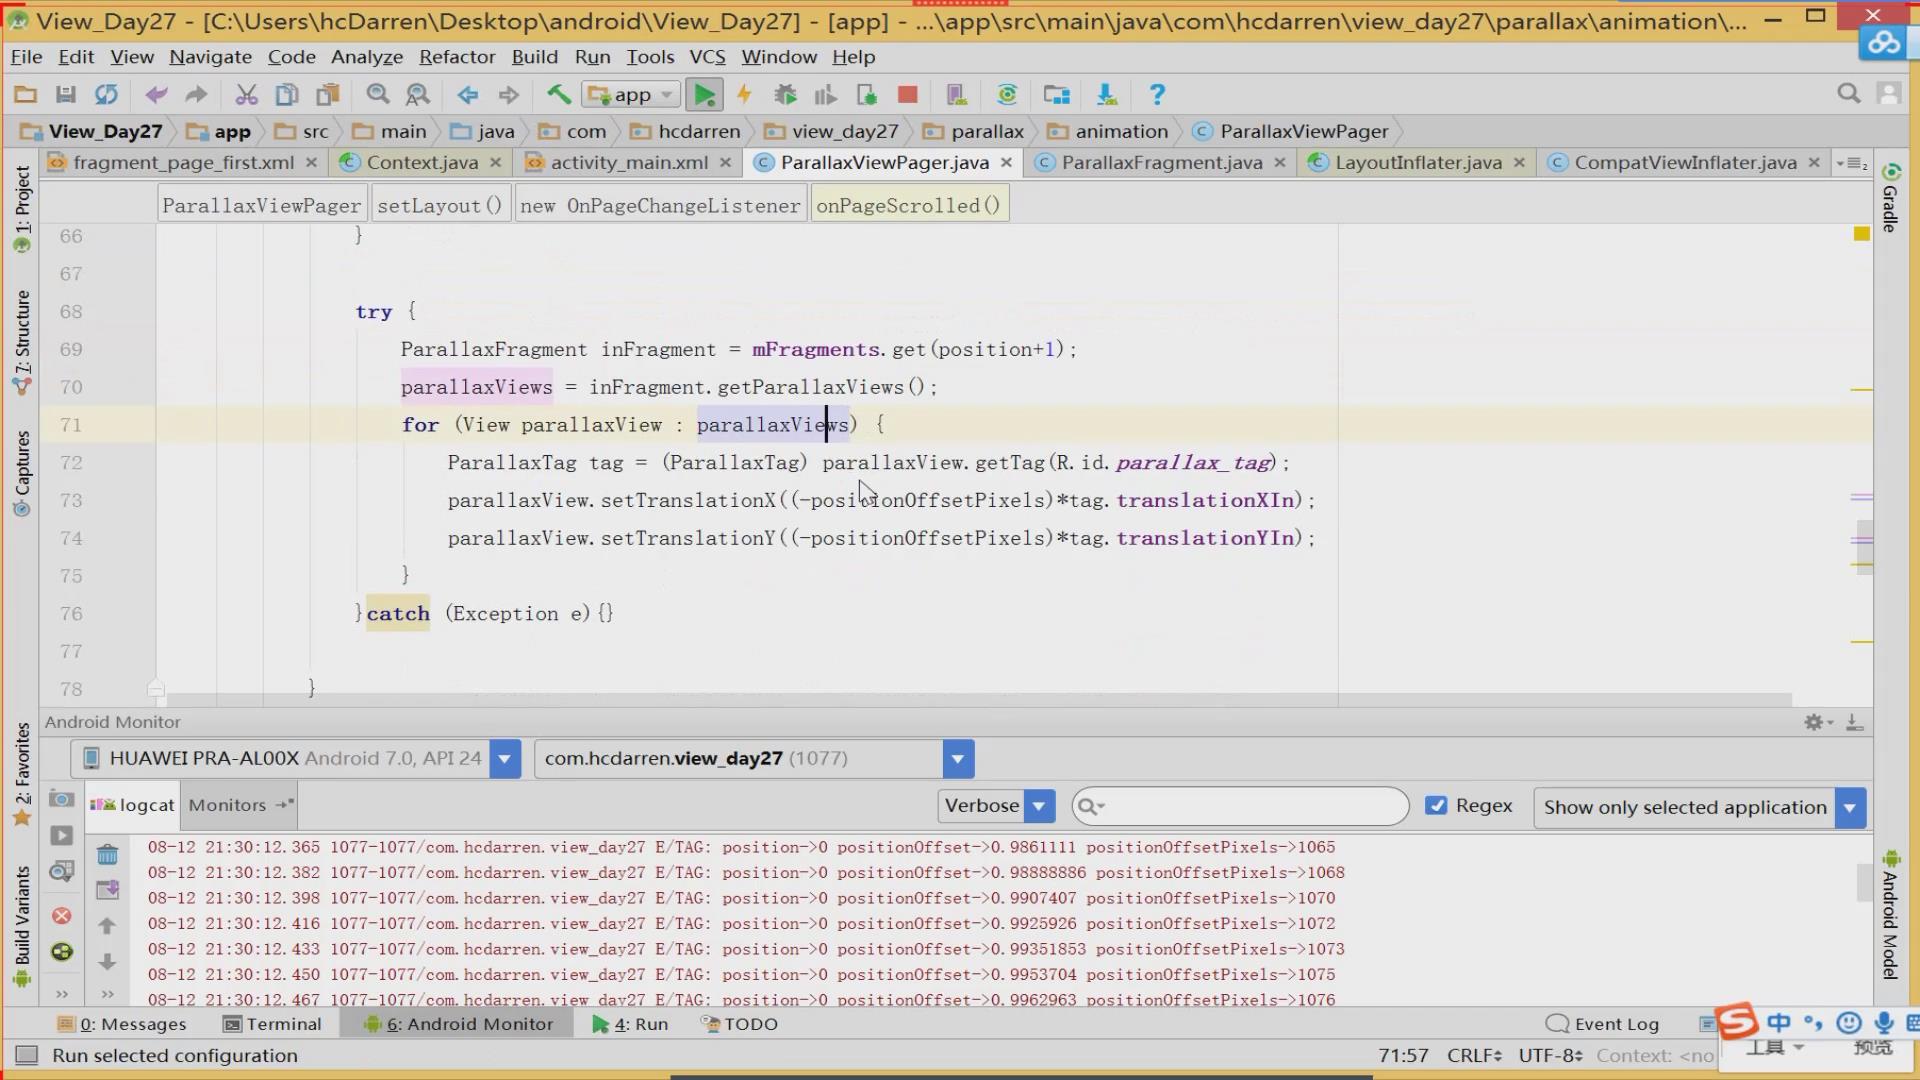 View_Day27 - [C:\Users\hcDarren\Desktop\android\View_Day27] - [app] - ...\app\src\main\java\com\hcdarren\view_day27\parallax\animation\...
File Edit View Navigate Code Analyze Refactor Build Run Tools VCS Window Help
app
View_Day27 app src main java com hcdarren view_day27 parallax animation ParallaxViewPager
fragment_page_first.xml Context.java activity_main.xml ParallaxViewPager.java ParallaxFragment.java LayoutInflater.java CompatViewInflater.java
ParallaxViewPager setLayout() new OnPageChangeListener onPageScrolled()
66 }
67
68 try {
69 ParallaxFragment inFragment = mFragments.get(position+1);
70 parallaxViews = inFragment.getParallaxViews();
71 for (View parallaxView : parallaxViews) {
72 ParallaxTag tag = (ParallaxTag) parallaxView.getTag(R.id.parallax_tag);
73 parallaxView.setTranslationX((-positionOffsetPixels)*tag.translationXIn);
74 parallaxView.setTranslationY((-positionOffsetPixels)*tag.translationYIn);
75 }
76 }catch (Exception e){}
77
78 }
1: Project
7: Structure
Captures
2: Favorites
Build Variants
Gradle
Android Model
Android Monitor
HUAWEI PRA-AL00X Android 7.0, API 24 com.hcdarren.view_day27 (1077)
logcat Monitors Verbose Regex Show only selected application
08-12 21:30:12.365 1077-1077/com.hcdarren.view_day27 E/TAG: position->0 positionOffset->0.9861111 positionOffsetPixels->1065
08-12 21:30:12.382 1077-1077/com.hcdarren.view_day27 E/TAG: position->0 positionOffset->0.98888886 positionOffsetPixels->1068
08-12 21:30:12.398 1077-1077/com.hcdarren.view_day27 E/TAG: position->0 positionOffset->0.9907407 positionOffsetPixels->1070
08-12 21:30:12.416 1077-1077/com.hcdarren.view_day27 E/TAG: position->0 positionOffset->0.9925926 positionOffsetPixels->1072
08-12 21:30:12.433 1077-1077/com.hcdarren.view_day27 E/TAG: position->0 positionOffset->0.99351853 positionOffsetPixels->1073
08-12 21:30:12.450 1077-1077/com.hcdarren.view_day27 E/TAG: position->0 positionOffset->0.9953704 positionOffsetPixels->1075
08-12 21:30:12.467 1077-1077/com.hcdarren.view_day27 E/TAG: position->0 positionOffset->0.9962963 positionOffsetPixels->1076
0: Messages Terminal 6: Android Monitor 4: Run TODO Event Log 中
Run selected configuration 71:57 CRLF UTF-8 Context: <no 工具 预览